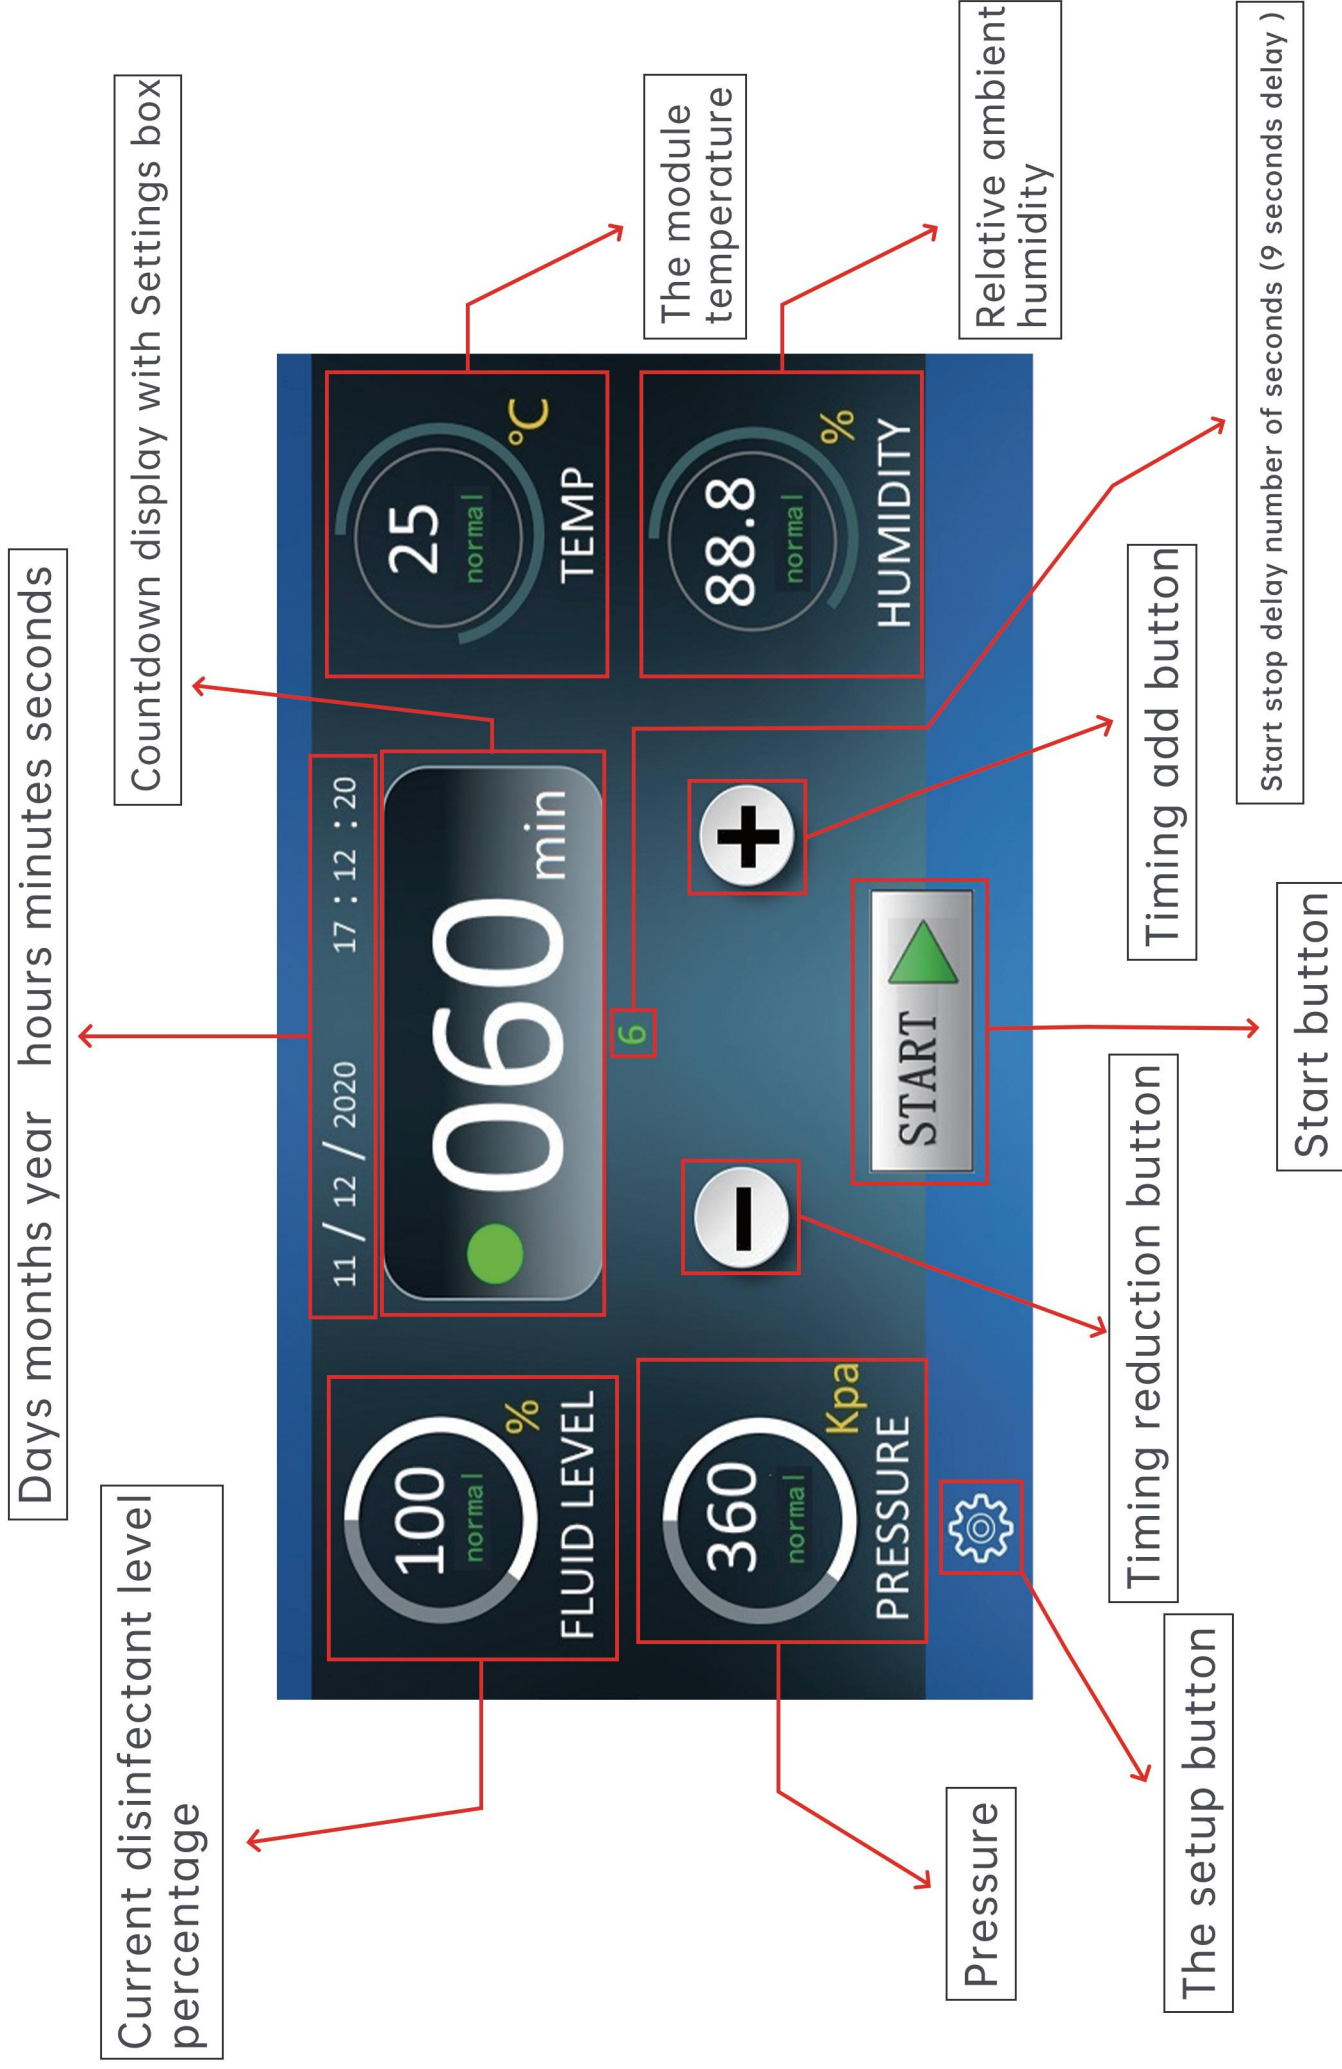 Days months year hours minutes seconds
Current disinfectant level
percentage
Countdown display with Settings box
11 / 12 / 2020 17 : 12 : 20
100
normal
%
FLUID LEVEL
060 min
25
normal
°C
TEMP
9
The module
temperature
360
normal
Kpa
PRESSURE
88.8
normal
%
HUMIDITY
START
Pressure
Relative ambient
humidity
Timing reduction button
Timing add button
The setup button
Start stop delay number of seconds (9 seconds delay )
Start button